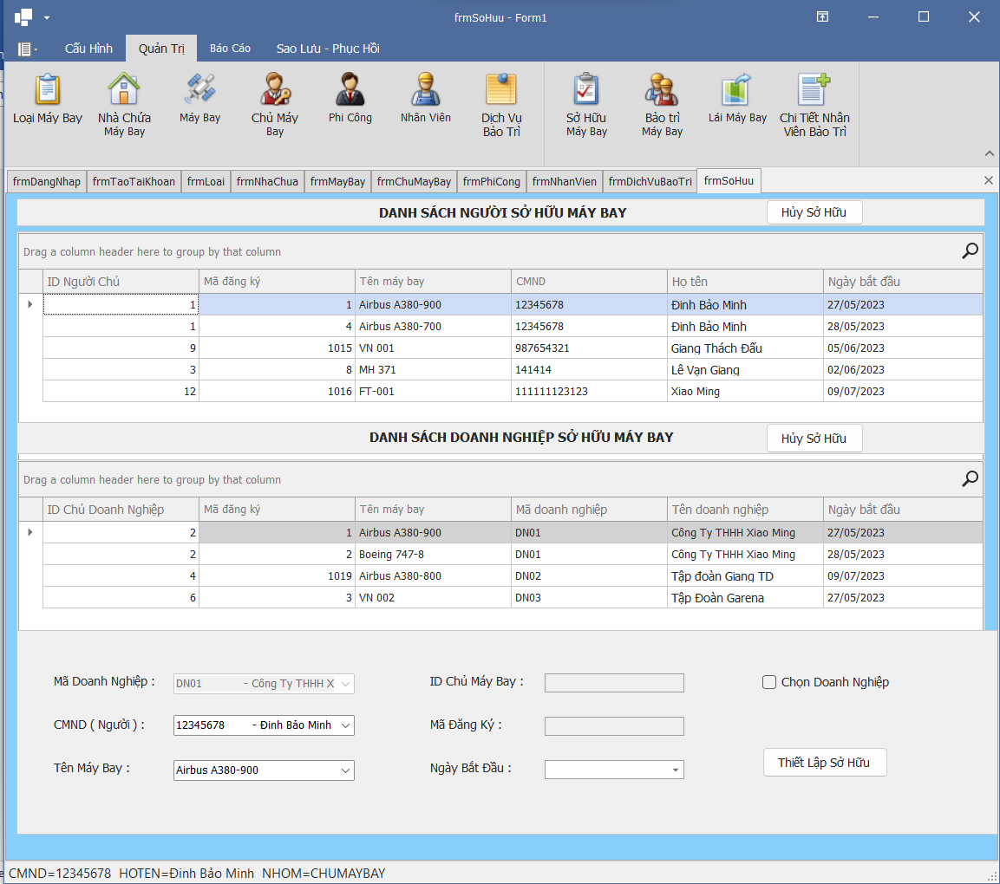 frmSoHuu - Form1
Cấu Hình Quản Trị Báo Cáo Sao Lưu - Phục Hồi
Loại Máy Bay
Nhà Chứa
Máy Bay
Máy Bay
Chủ Máy
Bay
Phi Công
Nhân Viên
Dịch Vụ
Bảo Trì
Sở Hữu
Máy Bay
Bảo trì
Máy Bay
Lái Máy Bay
Chi Tiết Nhân
Viên Bảo Trì
frmDangNhap frmTaoTaiKhoan frmLoai frmNhaChua frmMayBay frmChuMayBay frmPhiCong frmNhanVien frmDichVuBaoTri frmSoHuu
DANH SÁCH NGƯỜI SỞ HỮU MÁY BAY Hủy Sở Hữu
Drag a column header here to group by that column
ID Người Chủ Mã đăng ký Tên máy bay CMND Họ tên Ngày bắt đầu
1 1 Airbus A380-900 12345678 Đinh Bảo Minh 27/05/2023
1 4 Airbus A380-700 12345678 Đinh Bảo Minh 28/05/2023
9 1015 VN 001 987654321 Giang Thách Đấu 05/06/2023
3 8 MH 371 141414 Lê Vạn Giang 02/06/2023
12 1016 FT-001 111111123123 Xiao Ming 09/07/2023
DANH SÁCH DOANH NGHIỆP SỞ HỮU MÁY BAY Hủy Sở Hữu
Drag a column header here to group by that column
ID Chủ Doanh Nghiệp Mã đăng ký Tên máy bay Mã doanh nghiệp Tên doanh nghiệp Ngày bắt đầu
2 1 Airbus A380-900 DN01 Công Ty THHH Xiao Ming 27/05/2023
2 2 Boeing 747-8 DN01 Công Ty THHH Xiao Ming 28/05/2023
4 1019 Airbus A380-800 DN02 Tập đoàn Giang TD 09/07/2023
6 3 VN 002 DN03 Tập Đoàn Garena 27/05/2023
Mã Doanh Nghiệp : DN01 - Công Ty THHH X ID Chủ Máy Bay : Chọn Doanh Nghiệp
CMND ( Người ) : 12345678 - Đinh Bảo Minh Mã Đăng Ký :
Tên Máy Bay : Airbus A380-900 Ngày Bắt Đầu : Thiết Lập Sở Hữu
CMND=12345678 HOTEN=Đinh Bảo Minh NHOM=CHUMAYBAY